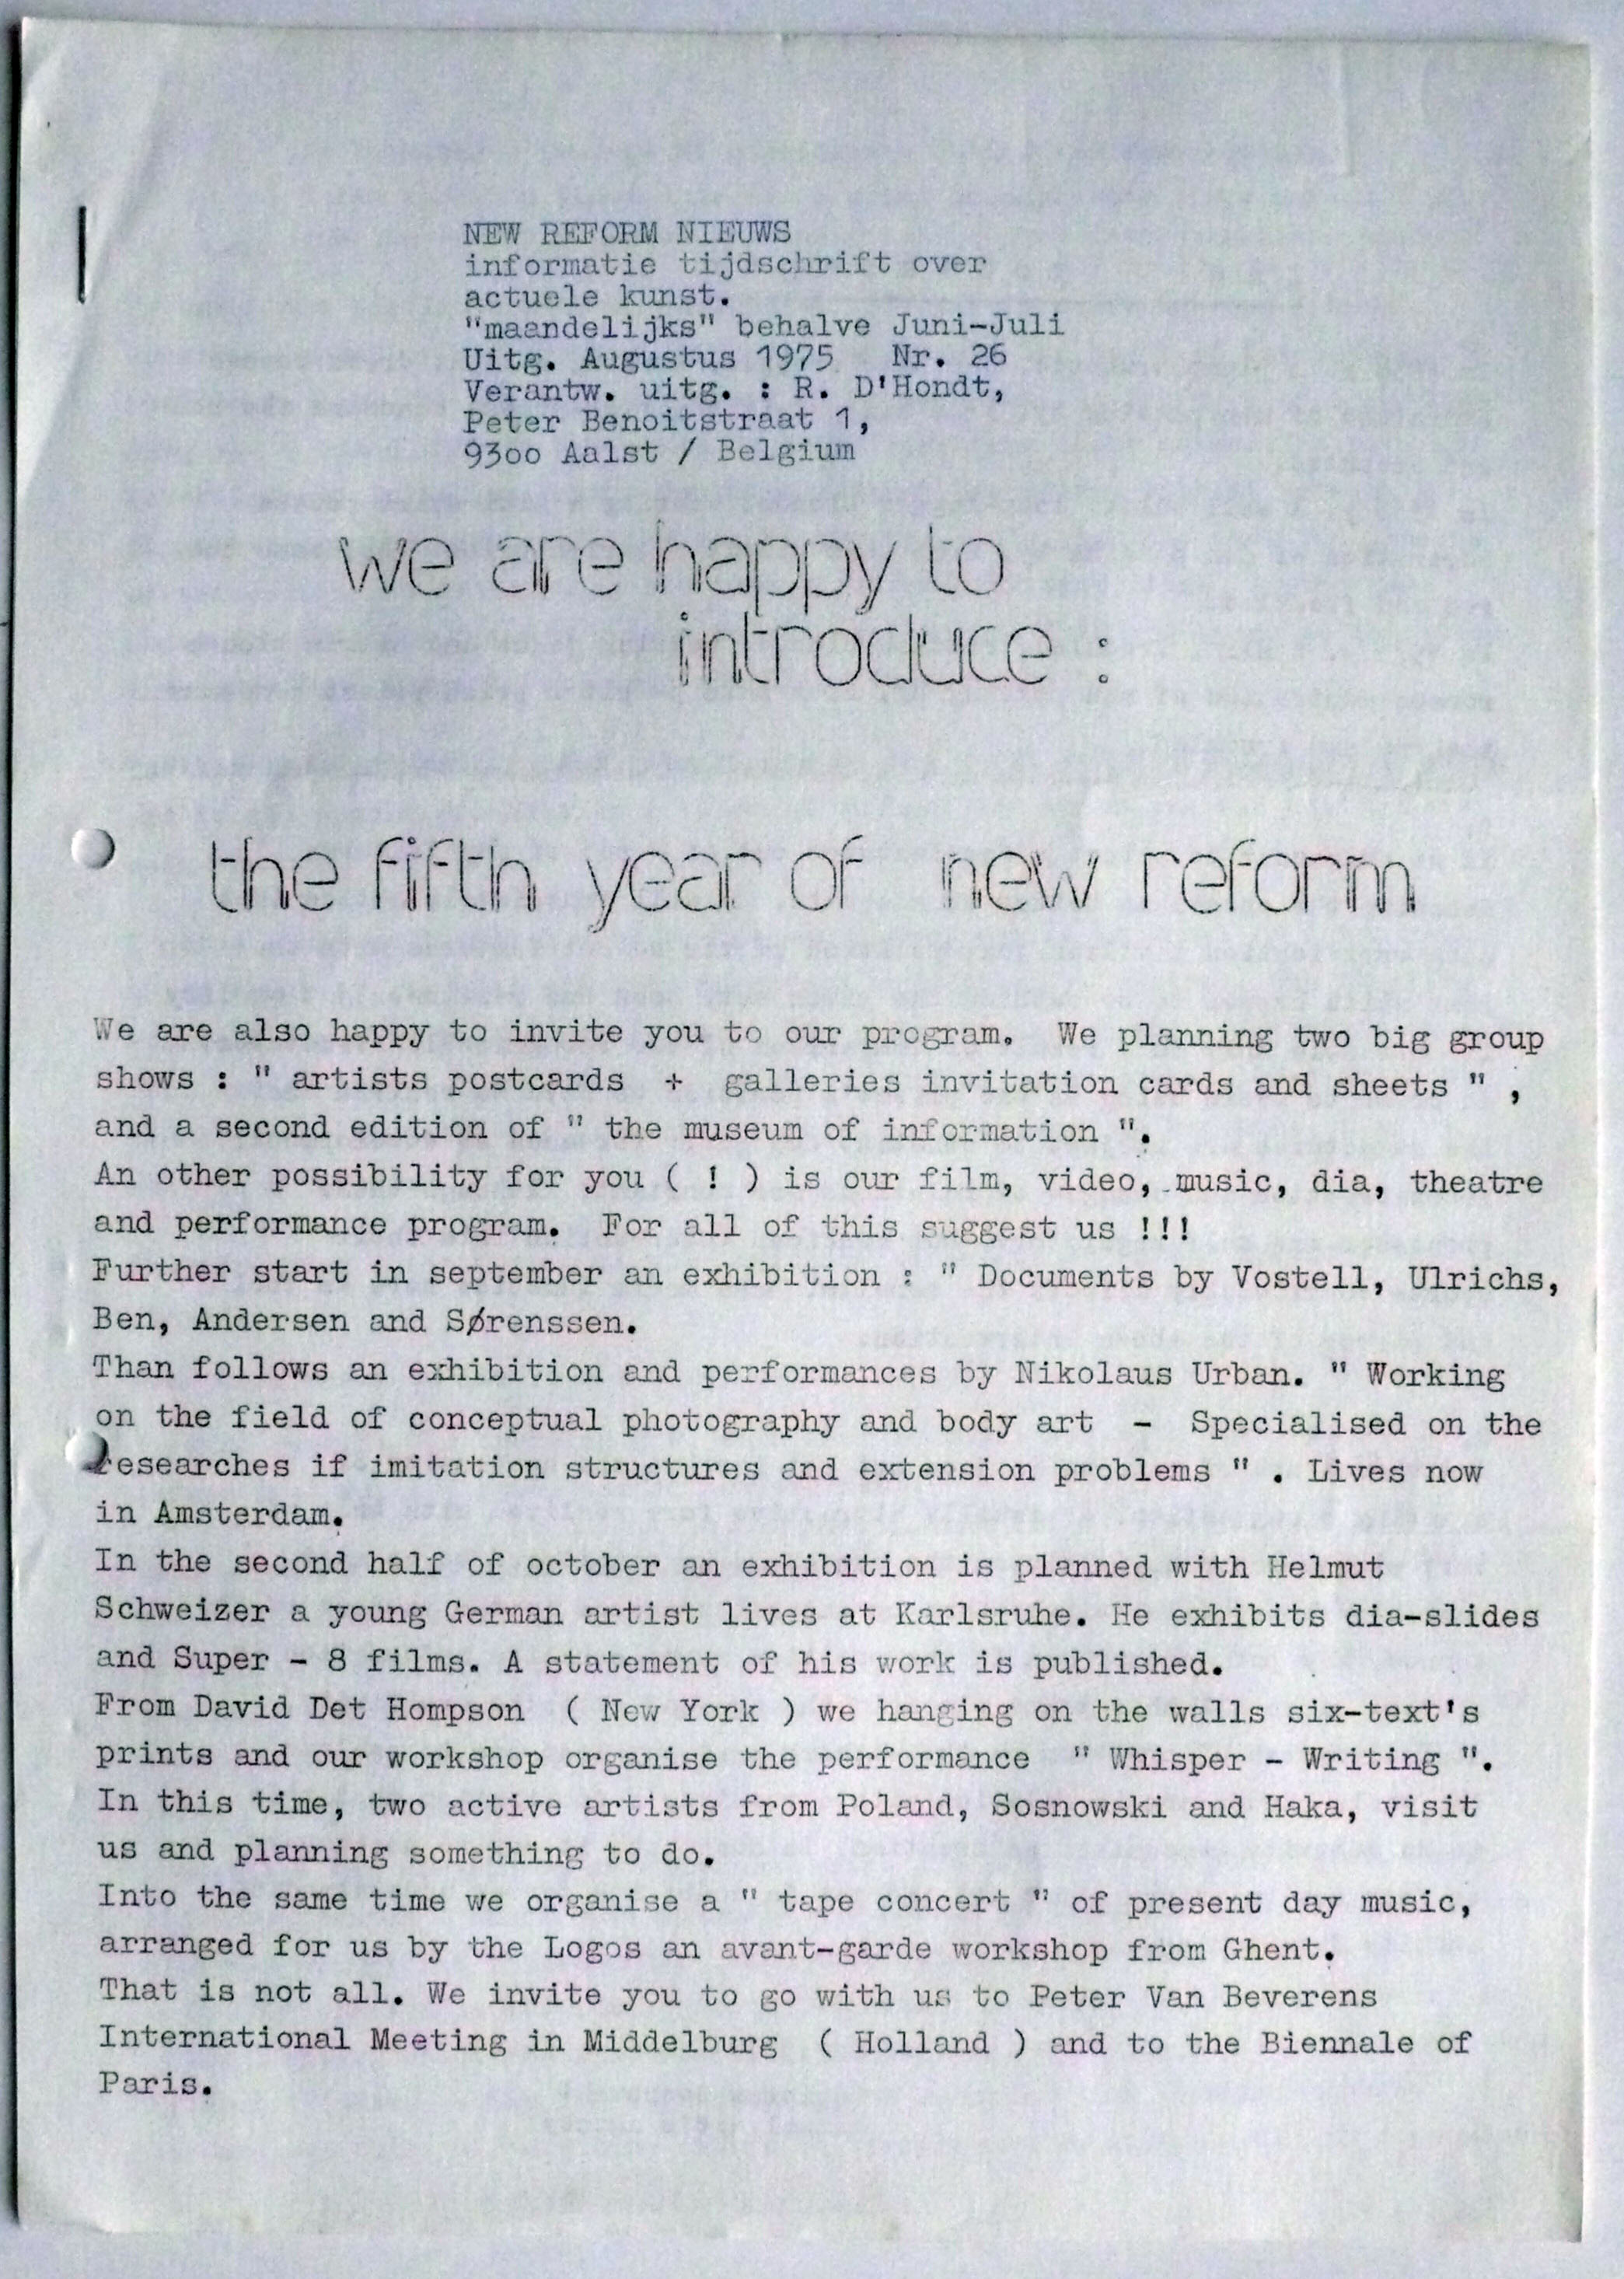 NEW REFORM NIEUWS
informatie tijdschrift over
actuele kunst.
"maandelijks" behalve Juni-Juli
Uitg. Augustus 1975   Nr. 26
Verantw. uitg. : R. D'Hondt,
Peter Benoitstraat 1,
93oo Aalst / Belgium
we are happy to
introduce :
the fifth year of new reform
We are also happy to invite you to our program.  We planning two big group
shows : " artists postcards  +  galleries invitation cards and sheets " ,
and a second edition of " the museum of information ".
An other possibility for you ( ! ) is our film, video, music, dia, theatre
and performance program.  For all of this suggest us !!!
Further start in september an exhibition : " Documents by Vostell, Ulrichs,
Ben, Andersen and Sørenssen.
Than follows an exhibition and performances by Nikolaus Urban. " Working
on the field of conceptual photography and body art  -  Specialised on the
researches if imitation structures and extension problems " . Lives now
in Amsterdam.
In the second half of october an exhibition is planned with Helmut
Schweizer a young German artist lives at Karlsruhe. He exhibits dia-slides
and Super - 8 films. A statement of his work is published.
From David Det Hompson  ( New York ) we hanging on the walls six-text's
prints and our workshop organise the performance  " Whisper - Writing ".
In this time, two active artists from Poland, Sosnowski and Haka, visit
us and planning something to do.
Into the same time we organise a " tape concert " of present day music,
arranged for us by the Logos an avant-garde workshop from Ghent.
That is not all. We invite you to go with us to Peter Van Beverens
International Meeting in Middelburg  ( Holland ) and to the Biennale of
Paris.